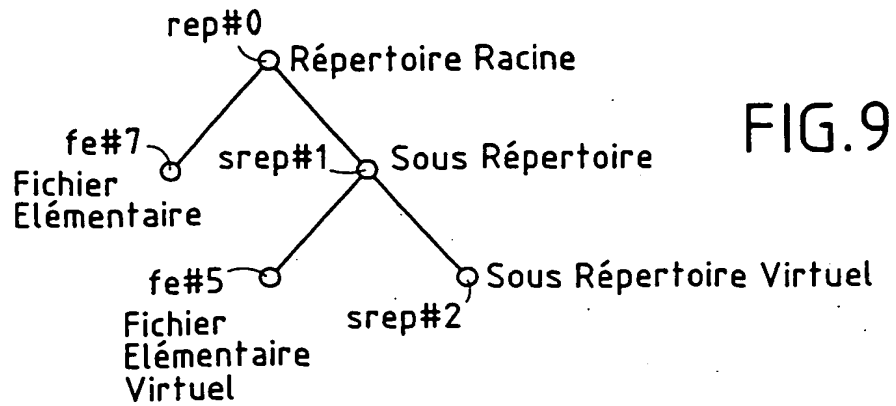 rep#0
Répertoire Racine
FIG.9
fe#7
Fichier
Elémentaire
srep#1
Sous Répertoire
fe#5
Fichier
Elémentaire
Virtuel
srep#2
Sous Répertoire Virtuel